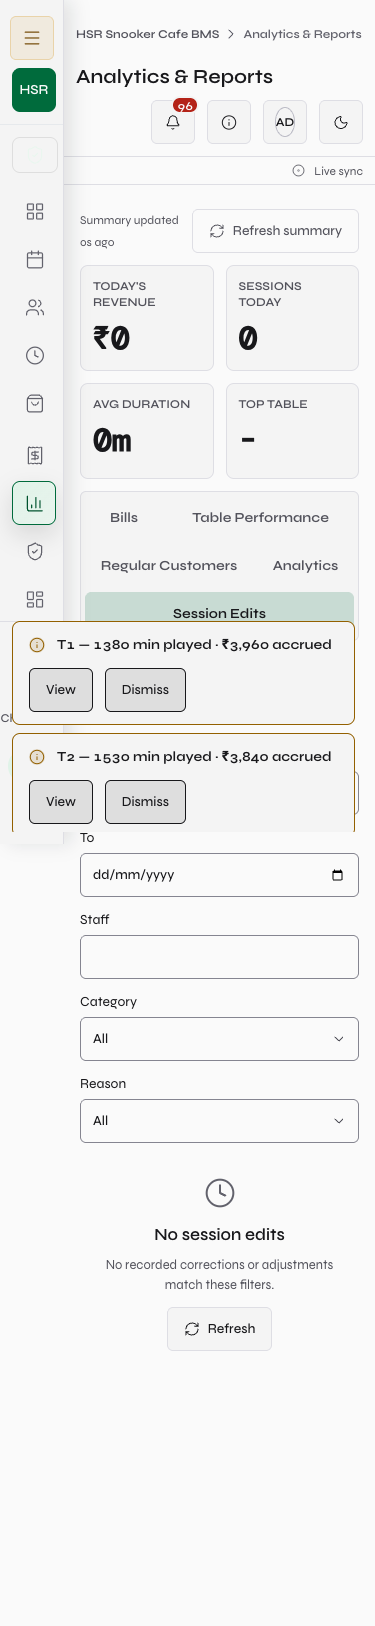 HSR Snooker Cafe BMS > Analytics & Reports
HSR
Analytics & Reports
96
AD
Live sync
Summary updated
0s ago
Refresh summary
TODAY'S
REVENUE
₹0
SESSIONS
TODAY
0
AVG DURATION
0m
TOP TABLE
-
Bills
Table Performance
Regular Customers
Analytics
Session Edits
T1 — 1380 min played · ₹3,960 accrued
View
Dismiss
T2 — 1530 min played · ₹3,840 accrued
View
Dismiss
To
dd/mm/yyyy
Staff
Category
All
Reason
All
No session edits
No recorded corrections or adjustments
match these filters.
Refresh